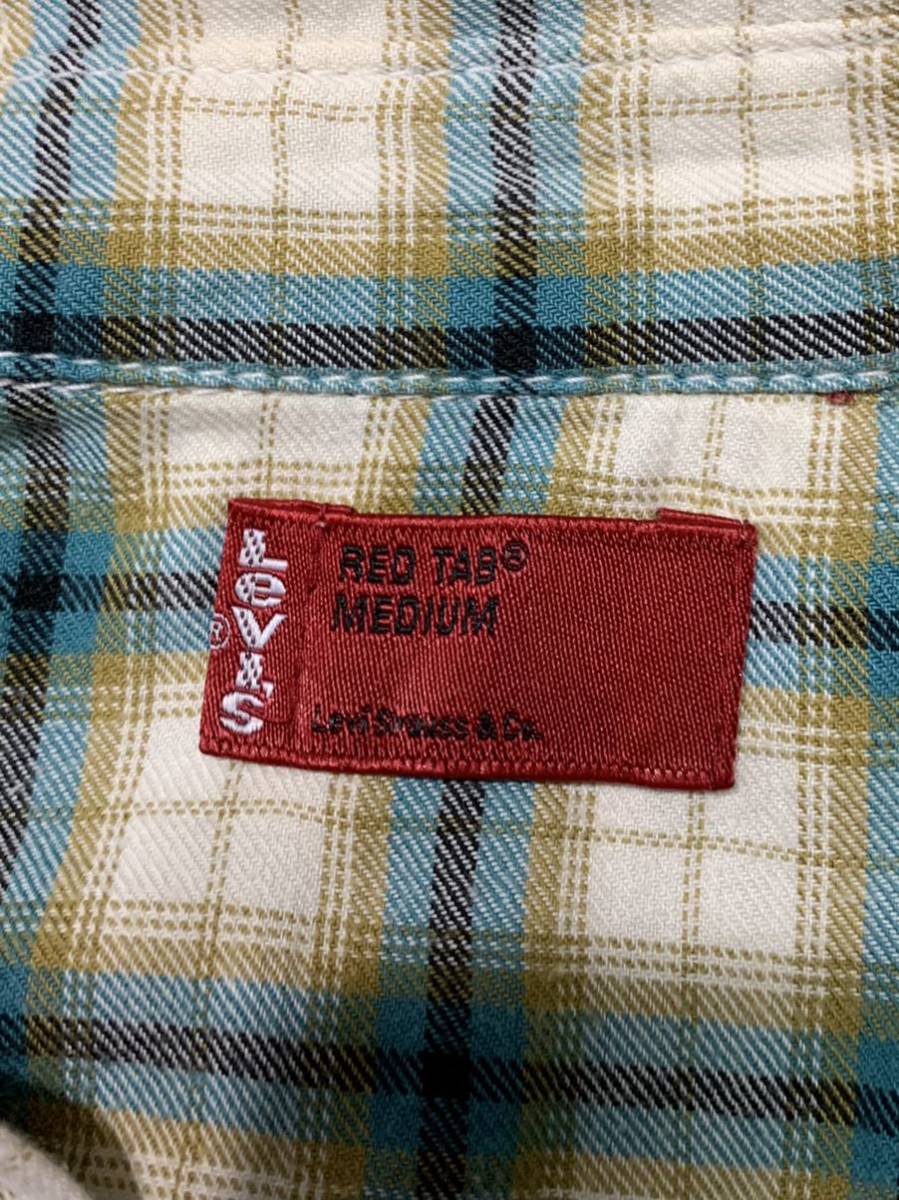 LeVI'S
®
RED TAB®
MEDIUM
Levi Strauss & Co.